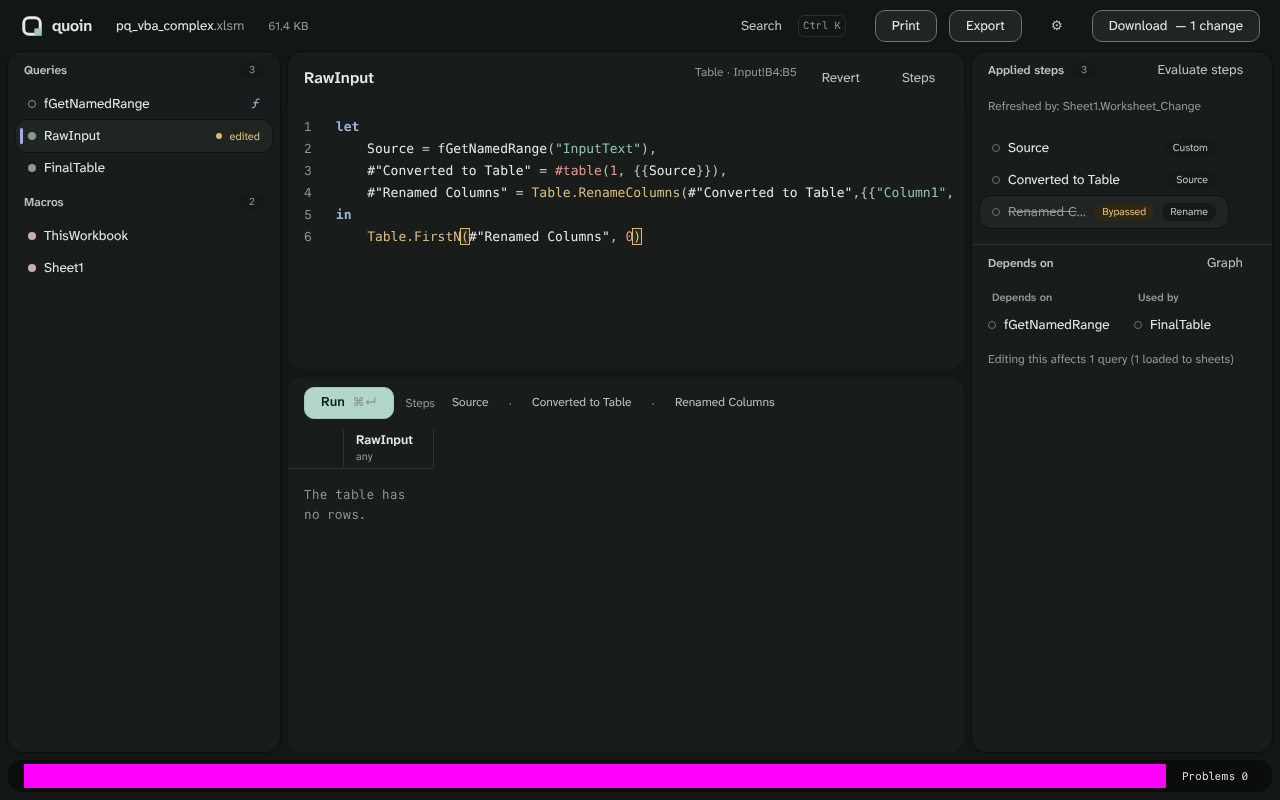 quoin
pq_vba_complex.xlsm
61.4 KB
Search
Ctrl K
Print
Export
Download — 1 change
Queries
3
fGetNamedRange
ƒ
RawInput
edited
FinalTable
Macros
2
ThisWorkbook
Sheet1
RawInput
Table · Input!B4:B5
Revert
Steps
1 let
2 Source = fGetNamedRange("InputText"),
3 #"Converted to Table" = #table(1, {{Source}}),
4 #"Renamed Columns" = Table.RenameColumns(#"Converted to Table",{{"Column1",
5 in
6 Table.FirstN(#"Renamed Columns", 0)
Run ⌘↵
Steps
Source
·
Converted to Table
·
Renamed Columns
RawInput
any
The table has
no rows.
Applied steps
3
Evaluate steps
Refreshed by: Sheet1.Worksheet_Change
Source
Custom
Converted to Table
Source
Renamed C...
Bypassed
Rename
Depends on
Graph
Depends on
Used by
fGetNamedRange
FinalTable
Editing this affects 1 query (1 loaded to sheets)
Problems 0